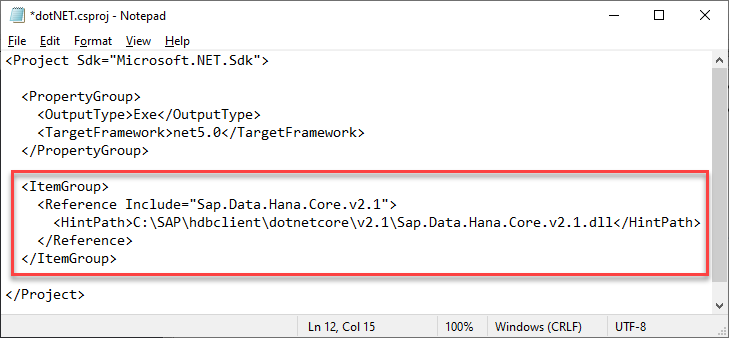 *dotNET.csproj - Notepad
File Edit Format View Help
<Project Sdk="Microsoft.NET.Sdk">
<PropertyGroup>
<OutputType>Exe</OutputType>
<TargetFramework>net5.0</TargetFramework>
</PropertyGroup>
<ItemGroup>
<Reference Include="Sap.Data.Hana.Core.v2.1">
<HintPath>C:\SAP\hdbclient\dotnetcore\v2.1\Sap.Data.Hana.Core.v2.1.dll</HintPath>
</Reference>
</ItemGroup>
</Project>
Ln 12, Col 15 100% Windows (CRLF) UTF-8